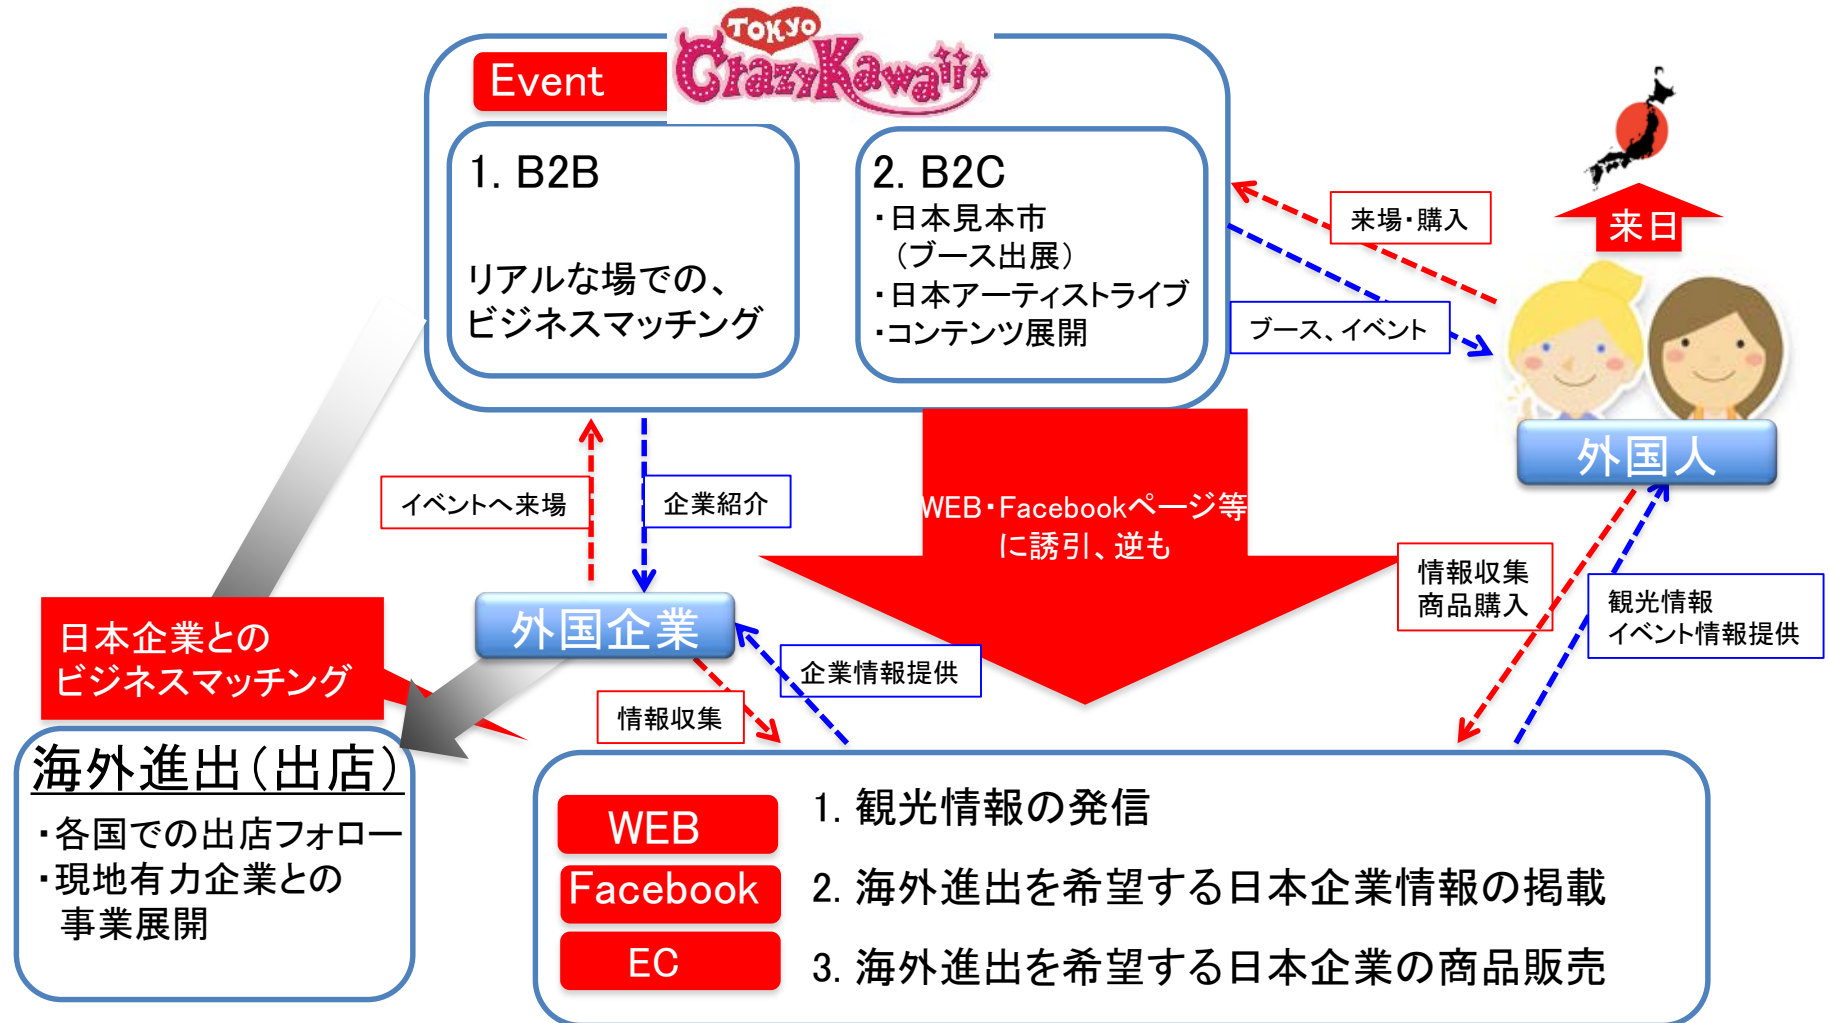 TOKYO
CrazyKawaii
Event
1. B2B
リアルな場での、
ビジネスマッチング
2. B2C
・日本見本市
（ブース出展）
・日本アーティストライブ
・コンテンツ展開
来場・購入
ブース、イベント
来日
外国人
イベントへ来場
企業紹介
WEB・Facebookページ等
に誘引、逆も
情報収集
商品購入
観光情報
イベント情報提供
外国企業
企業情報提供
情報収集
日本企業との
ビジネスマッチング
海外進出（出店）
・各国での出店フォロー
・現地有力企業との
事業展開
WEB
Facebook
EC
1. 観光情報の発信
2. 海外進出を希望する日本企業情報の掲載
3. 海外進出を希望する日本企業の商品販売